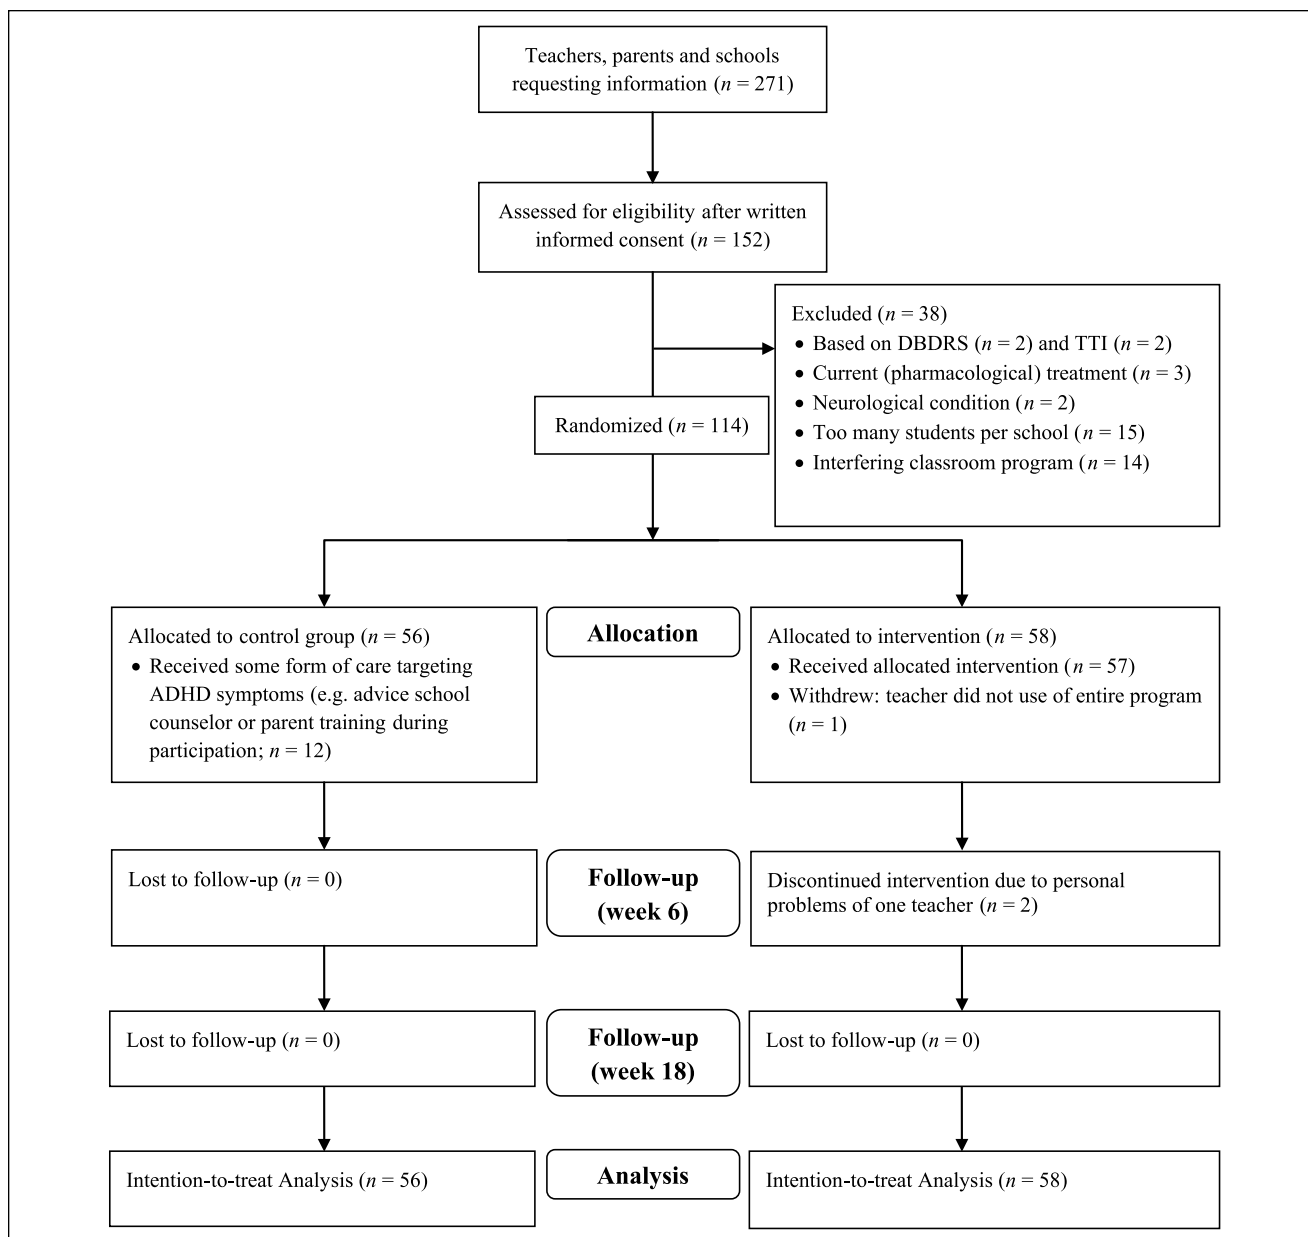 Teachers, parents and schools
requesting information (n = 271)
Assessed for eligibility after written
informed consent (n = 152)
Excluded (n = 38)
• Based on DBDRS (n = 2) and TTI (n = 2)
• Current (pharmacological) treatment (n = 3)
• Neurological condition (n = 2)
• Too many students per school (n = 15)
• Interfering classroom program (n = 14)
Randomized (n = 114)
Allocation
Allocated to control group (n = 56)
• Received some form of care targeting
ADHD symptoms (e.g. advice school
counselor or parent training during
participation; n = 12)
Allocated to intervention (n = 58)
• Received allocated intervention (n = 57)
• Withdrew: teacher did not use of entire program
(n = 1)
Follow-up
(week 6)
Lost to follow-up (n = 0)
Discontinued intervention due to personal
problems of one teacher (n = 2)
Follow-up
(week 18)
Lost to follow-up (n = 0)
Lost to follow-up (n = 0)
Analysis
Intention-to-treat Analysis (n = 56)
Intention-to-treat Analysis (n = 58)